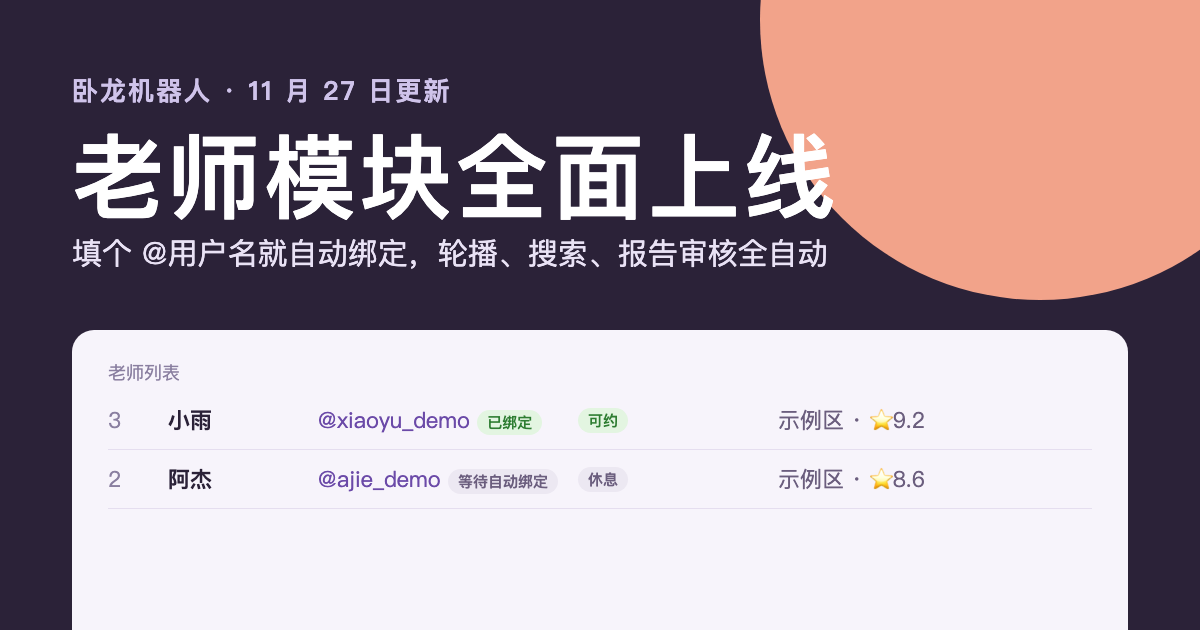 卧龙机器人 · 11 月 27 日更新
老师模块全面上线
填个 @用户名就自动绑定，轮播、搜索、报告审核全自动
老师列表
3 小雨 @xiaoyu_demo 已绑定 可约 示例区 · ⭐9.2
2 阿杰 @ajie_demo 等待自动绑定 休息 示例区 · ⭐8.6